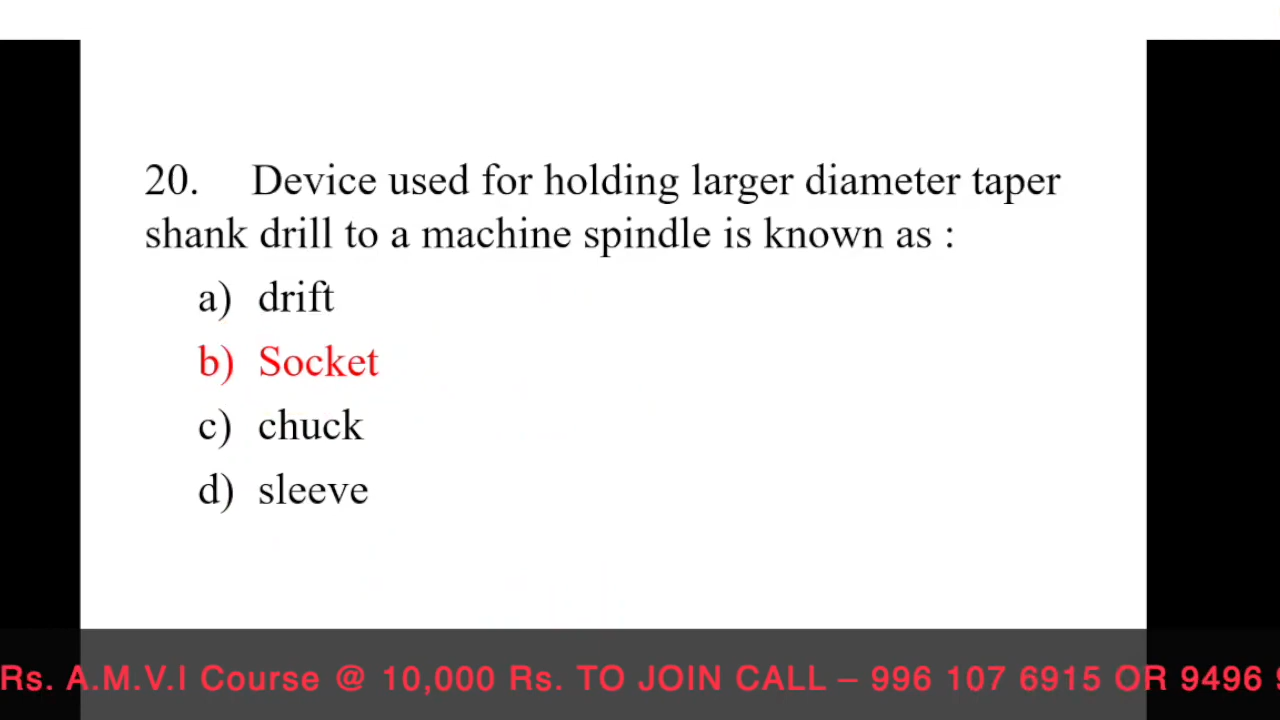 20. Device used for holding larger diameter taper
shank drill to a machine spindle is known as :
a) drift
b) Socket
c) chuck
d) sleeve
Rs. A.M.V.I Course @ 10,000 Rs. TO JOIN CALL – 996 107 6915 OR 9496